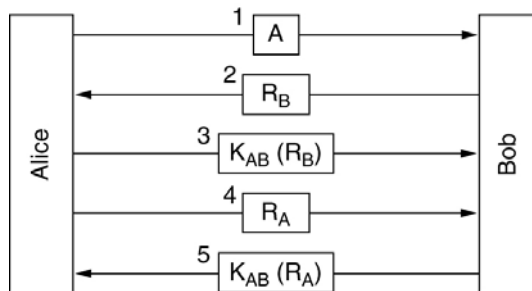 1 A
2 R_B
3 K_AB (R_B)
4 R_A
5 K_AB (R_A)
Alice
Bob